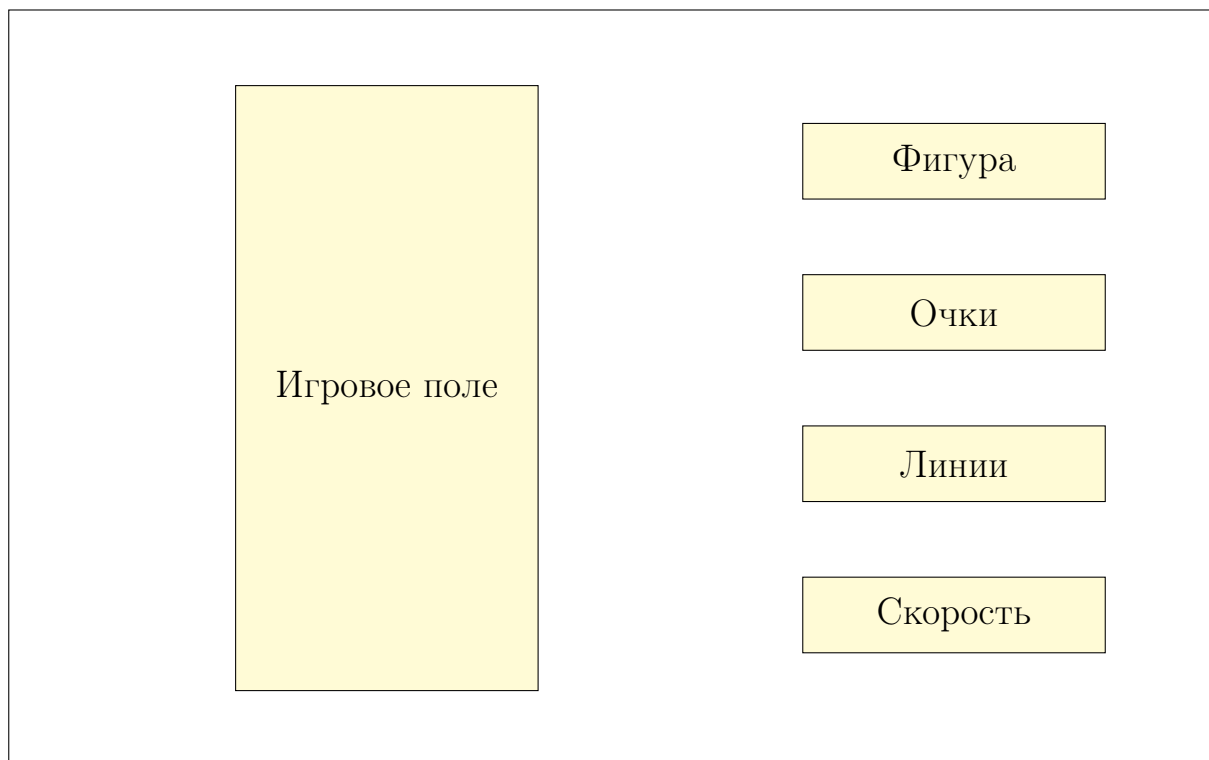 Игровое поле
Фигура
Очки
Линии
Скорость